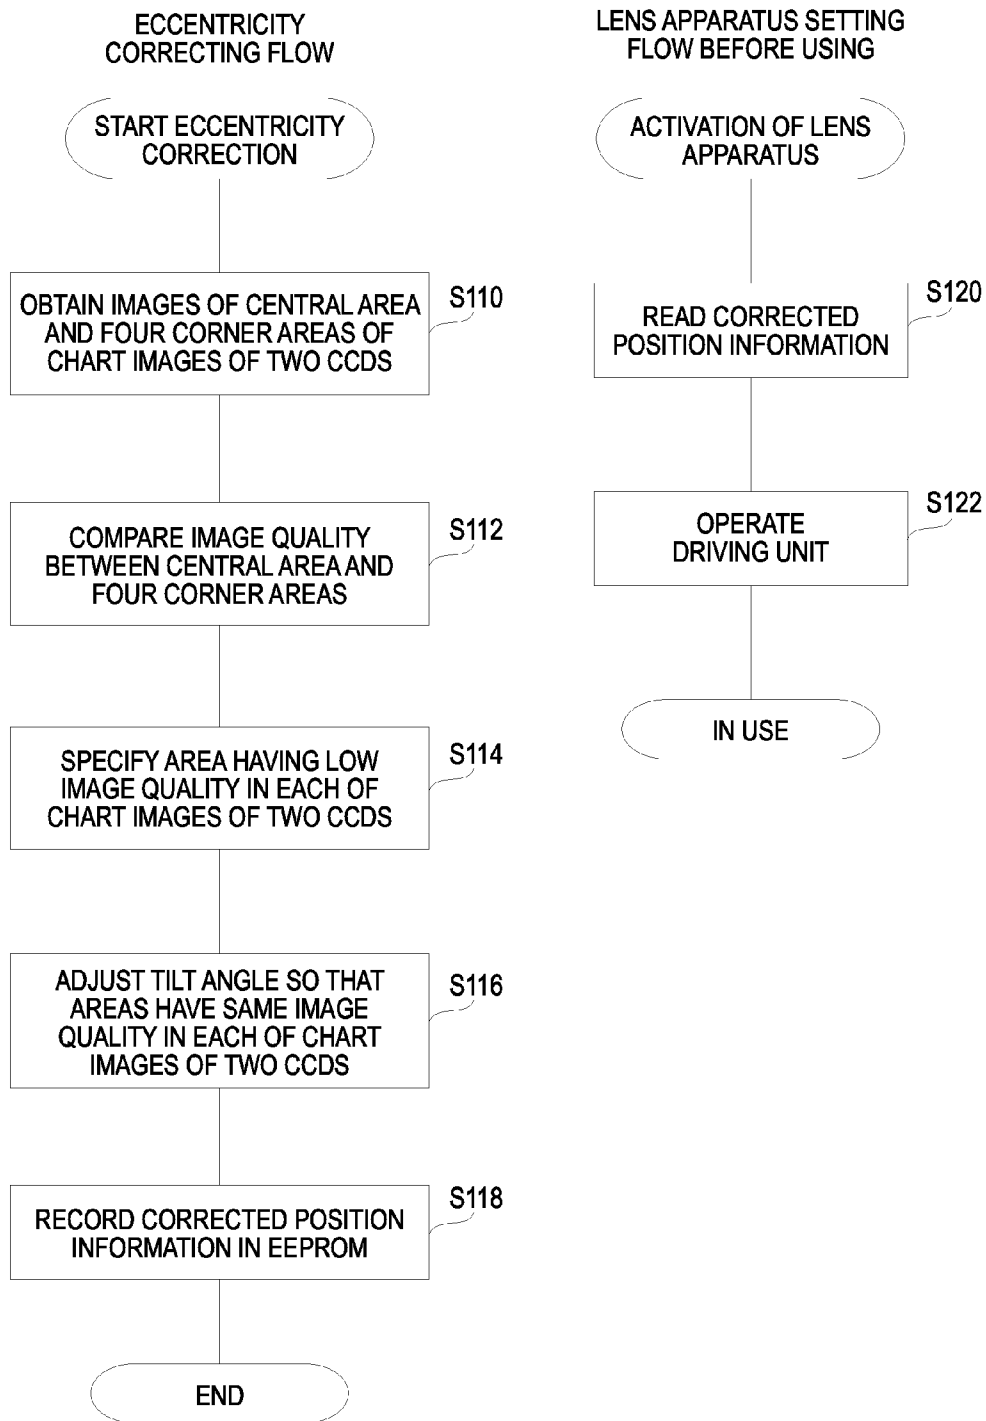 ECCENTRICITY
CORRECTING FLOW
START ECCENTRICITY
CORRECTION
OBTAIN IMAGES OF CENTRAL AREA
AND FOUR CORNER AREAS OF
CHART IMAGES OF TWO CCDS
S110
COMPARE IMAGE QUALITY
BETWEEN CENTRAL AREA AND
FOUR CORNER AREAS
S112
SPECIFY AREA HAVING LOW
IMAGE QUALITY IN EACH OF
CHART IMAGES OF TWO CCDS
S114
ADJUST TILT ANGLE SO THAT
AREAS HAVE SAME IMAGE
QUALITY IN EACH OF CHART
IMAGES OF TWO CCDS
S116
RECORD CORRECTED POSITION
INFORMATION IN EEPROM
S118
END
LENS APPARATUS SETTING
FLOW BEFORE USING
ACTIVATION OF LENS
APPARATUS
READ CORRECTED
POSITION INFORMATION
S120
OPERATE
DRIVING UNIT
S122
IN USE